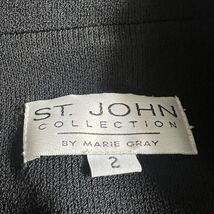 ST. JOHN
COLLECTION
BY MARIE GRAY
2